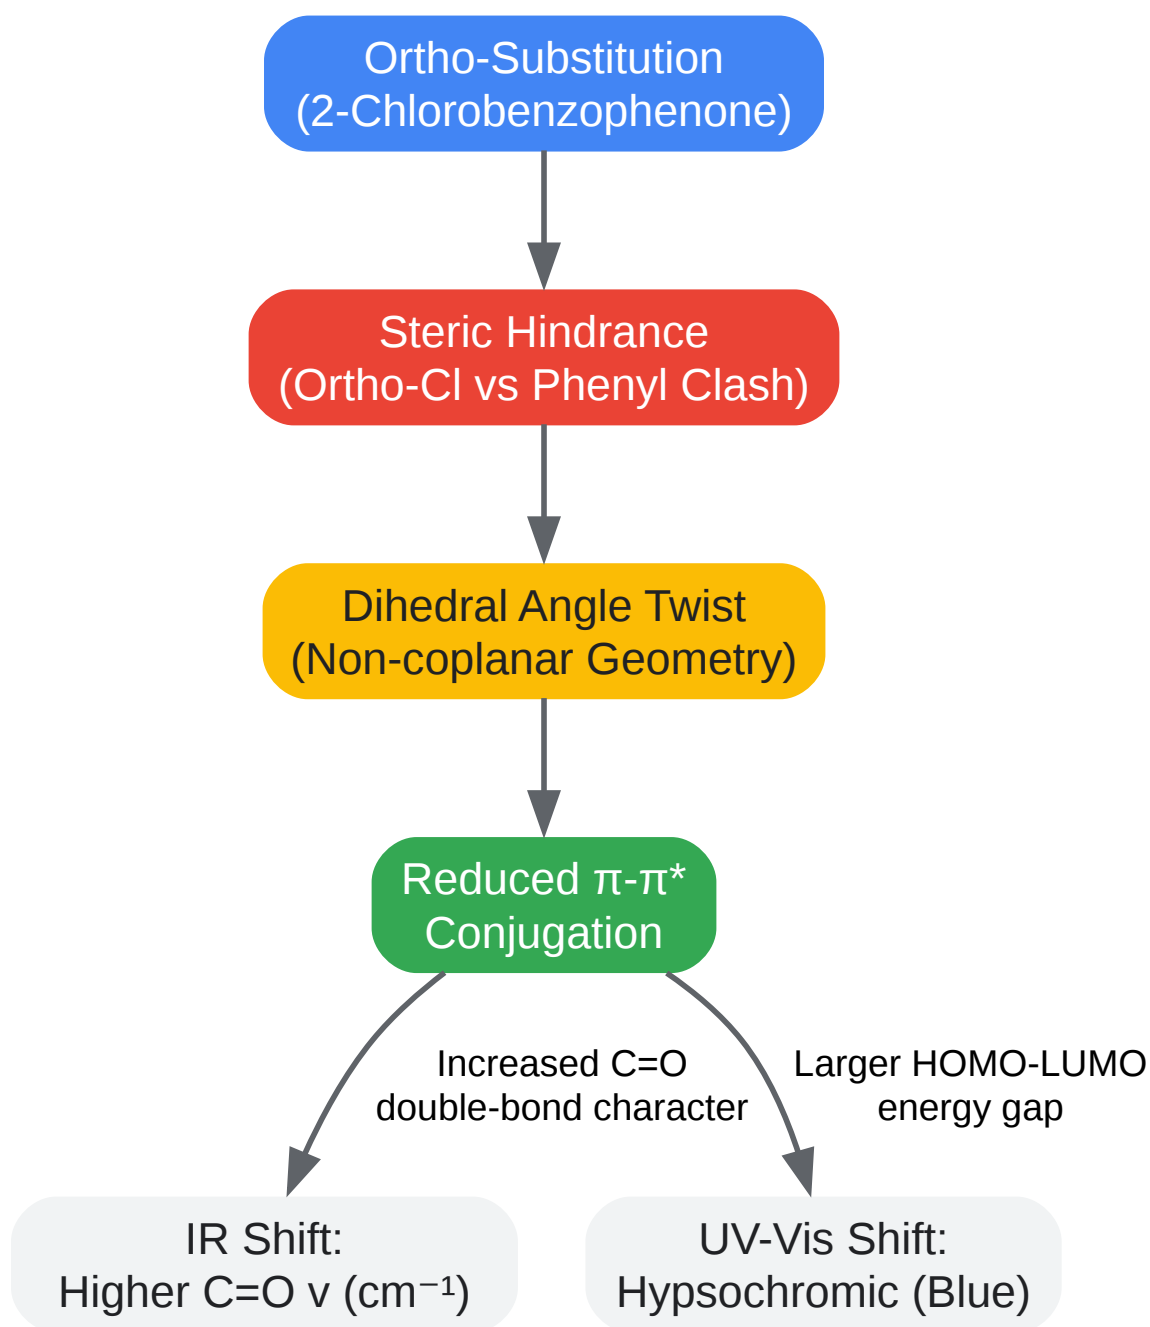 Ortho-Substitution
(2-Chlorobenzophenone)
Steric Hindrance
(Ortho-Cl vs Phenyl Clash)
Dihedral Angle Twist
(Non-coplanar Geometry)
Reduced π-π*
Conjugation
Increased C=O
double-bond character
Larger HOMO-LUMO
energy gap
IR Shift:
Higher C=O ν (cm⁻¹)
UV-Vis Shift:
Hypsochromic (Blue)